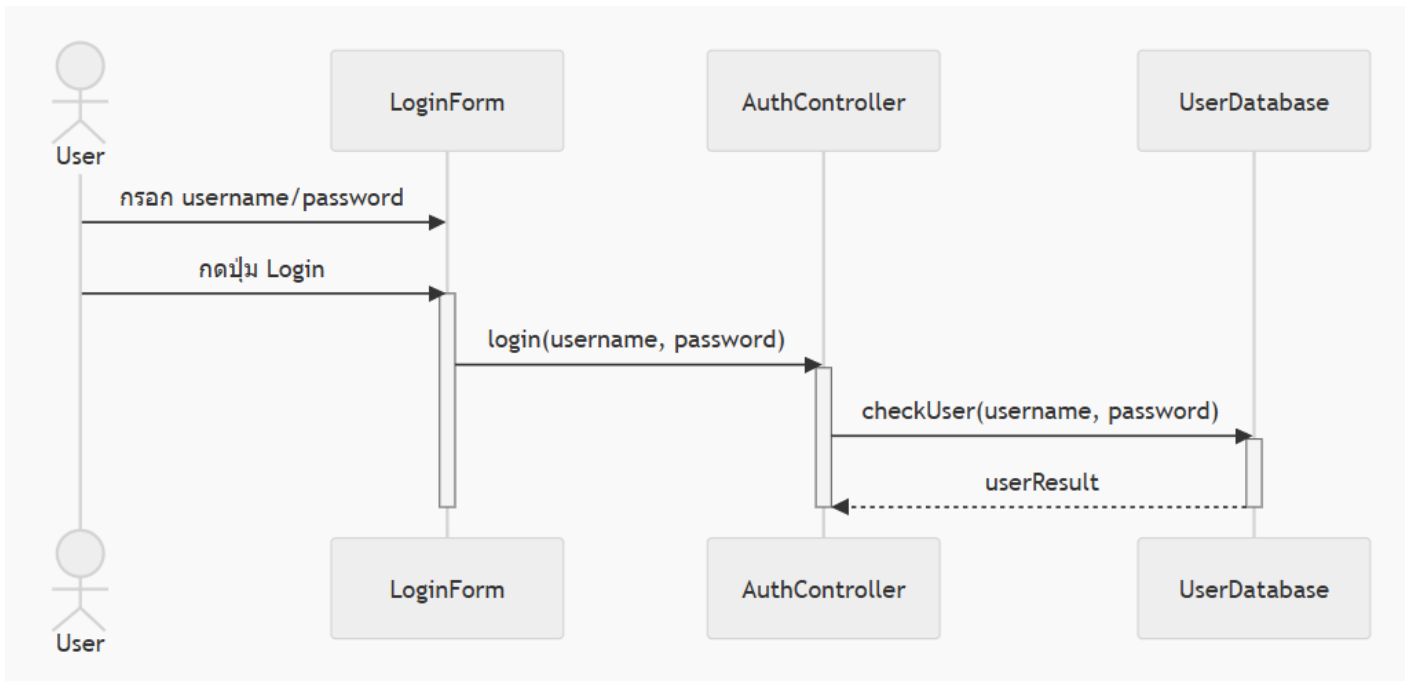 User
LoginForm
AuthController
UserDatabase
กรอก username/password
กดปุ่ม Login
login(username, password)
checkUser(username, password)
userResult
User
LoginForm
AuthController
UserDatabase